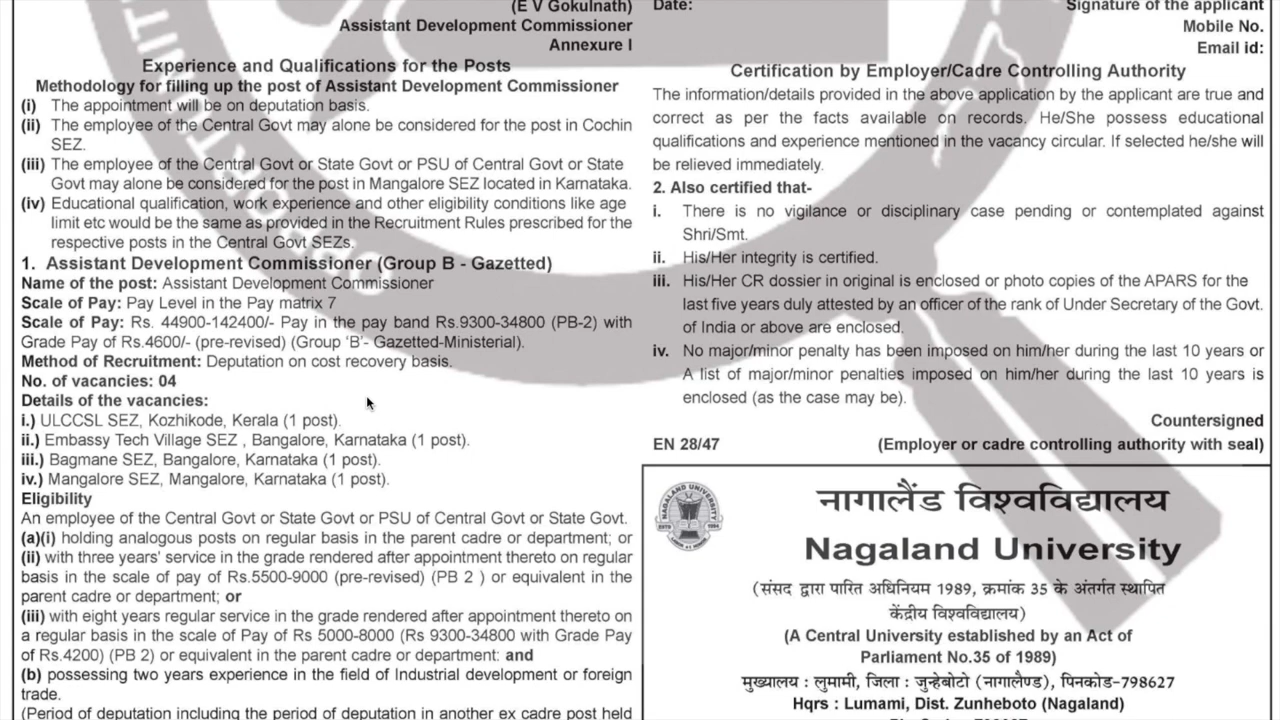 (E V Gokulnath)
Assistant Development Commissioner
Annexure I
Experience and Qualifications for the Posts
Methodology for filling up the post of Assistant Development Commissioner
(i) The appointment will be on deputation basis.
(ii) The employee of the Central Govt may alone be considered for the post in Cochin
SEZ.
(iii) The employee of the Central Govt or State Govt or PSU of Central Govt or State
Govt may alone be considered for the post in Mangalore SEZ located in Karnataka.
(iv) Educational qualification, work experience and other eligibility conditions like age
limit etc would be the same as provided in the Recruitment Rules prescribed for the
respective posts in the Central Govt SEZs.
1. Assistant Development Commissioner (Group B - Gazetted)
Name of the post: Assistant Development Commissioner
Scale of Pay: Pay Level in the Pay matrix 7
Scale of Pay: Rs. 44900-142400/- Pay in the pay band Rs.9300-34800 (PB-2) with
Grade Pay of Rs.4600/- (pre-revised) (Group ‘B’- Gazetted-Ministerial).
Method of Recruitment: Deputation on cost recovery basis.
No. of vacancies: 04
Details of the vacancies:
i.) ULCCSL SEZ, Kozhikode, Kerala (1 post).
ii.) Embassy Tech Village SEZ , Bangalore, Karnataka (1 post).
iii.) Bagmane SEZ, Bangalore, Karnataka (1 post).
iv.) Mangalore SEZ, Mangalore, Karnataka (1 post).
Eligibility
An employee of the Central Govt or State Govt or PSU of Central Govt or State Govt.
(a)(i) holding analogous posts on regular basis in the parent cadre or department; or
(ii) with three years' service in the grade rendered after appointment thereto on regular
basis in the scale of pay of Rs.5500-9000 (pre-revised) (PB 2 ) or equivalent in the
parent cadre or department; or
(iii) with eight years regular service in the grade rendered after appointment thereto on
a regular basis in the scale of Pay of Rs 5000-8000 (Rs 9300-34800 with Grade Pay
of Rs.4200) (PB 2) or equivalent in the parent cadre or department: and
(b) possessing two years experience in the field of Industrial development or foreign
trade.
(Period of deputation including the period of deputation in another ex cadre post held
Date:
Signature of the applicant
Mobile No.
Email id:
Certification by Employer/Cadre Controlling Authority
The information/details provided in the above application by the applicant are true and
correct as per the facts available on records. He/She possess educational
qualifications and experience mentioned in the vacancy circular. If selected he/she will
be relieved immediately.
2. Also certified that-
i. There is no vigilance or disciplinary case pending or contemplated against
Shri/Smt.
ii. His/Her integrity is certified.
iii. His/Her CR dossier in original is enclosed or photo copies of the APARS for the
last five years duly attested by an officer of the rank of Under Secretary of the Govt.
of India or above are enclosed.
iv. No major/minor penalty has been imposed on him/her during the last 10 years or
A list of major/minor penalties imposed on him/her during the last 10 years is
enclosed (as the case may be).
Countersigned
EN 28/47 (Employer or cadre controlling authority with seal)
नागालैंड विश्वविद्यालय
Nagaland University
(संसद द्वारा पारित अधिनियम 1989, क्रमांक 35 के अंतर्गत स्थापित
केंद्रीय विश्वविद्यालय)
(A Central University established by an Act of
Parliament No.35 of 1989)
मुख्यालय : लुमामी, जिला : जुन्हेबोटो (नागालैण्ड), पिनकोड-798627
Hqrs : Lumami, Dist. Zunheboto (Nagaland)